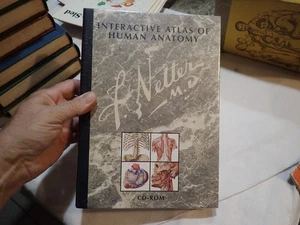 INTERACTIVE ATLAS OF
HUMAN ANATOMY
F. Netter
M.D.
CD-ROM